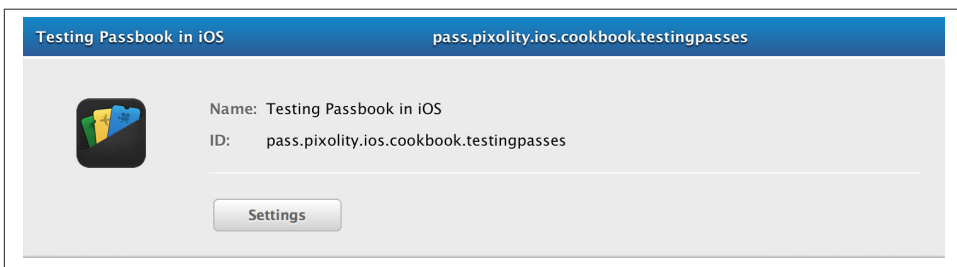 Testing Passbook in iOS pass.pixolity.ios.cookbook.testingpasses
Name: Testing Passbook in iOS
ID: pass.pixolity.ios.cookbook.testingpasses
Settings